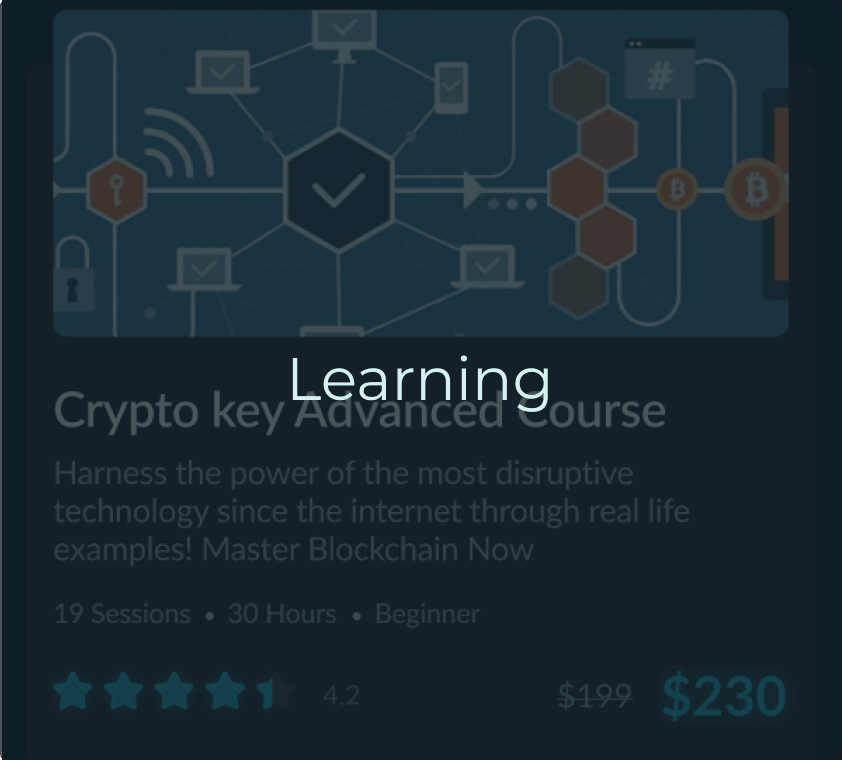 #
Learning
Crypto key Advanced Course
Harness the power of the most disruptive
technology since the internet through real life
examples! Master Blockchain Now
19 Sessions • 30 Hours • Beginner
4.2 $199 $230